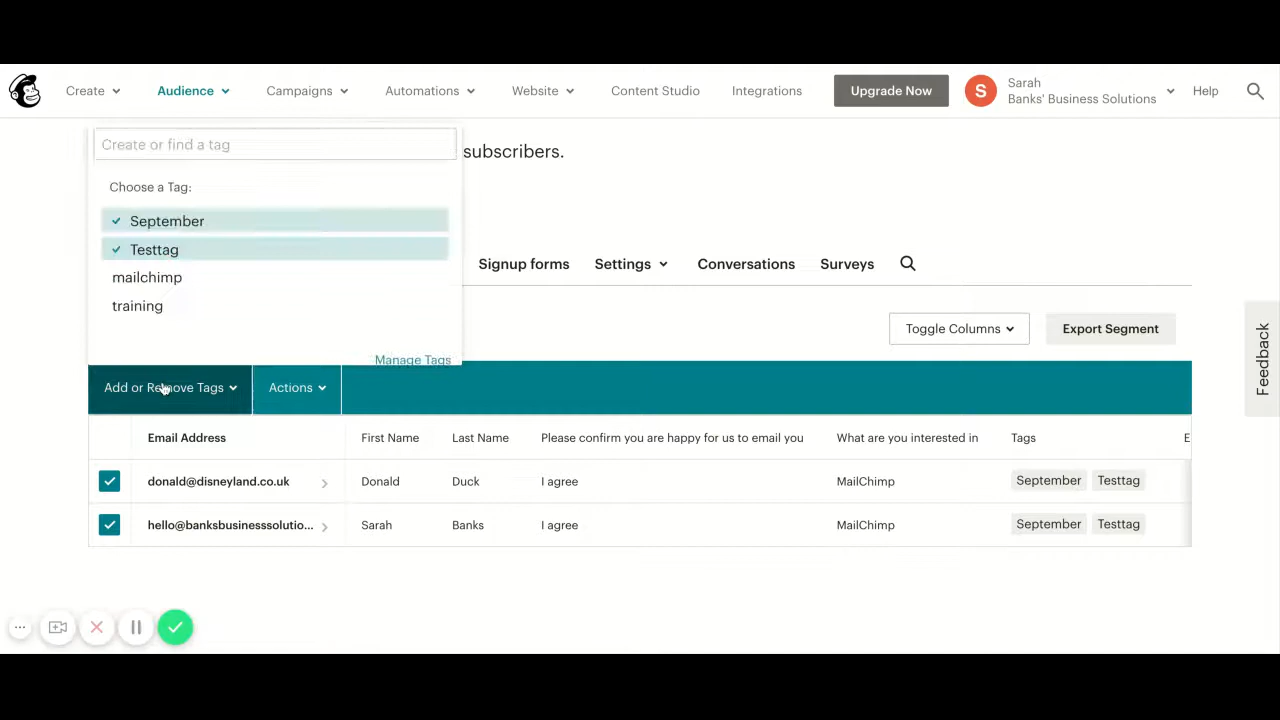 Create Audience Campaigns Automations Website Content Studio Integrations Upgrade Now S Sarah Help
Banks' Business Solutions
Create or find a tag
subscribers.
Choose a Tag:
September
Testtag
mailchimp
training
Manage Tags
Signup forms Settings Conversations Surveys
Toggle Columns Export Segment
Feedback
Add or Remove Tags Actions
Email Address First Name Last Name Please confirm you are happy for us to email you What are you interested in Tags E
donald@disneyland.co.uk Donald Duck I agree MailChimp September Testtag
hello@banksbusinesssolutio... Sarah Banks I agree MailChimp September Testtag